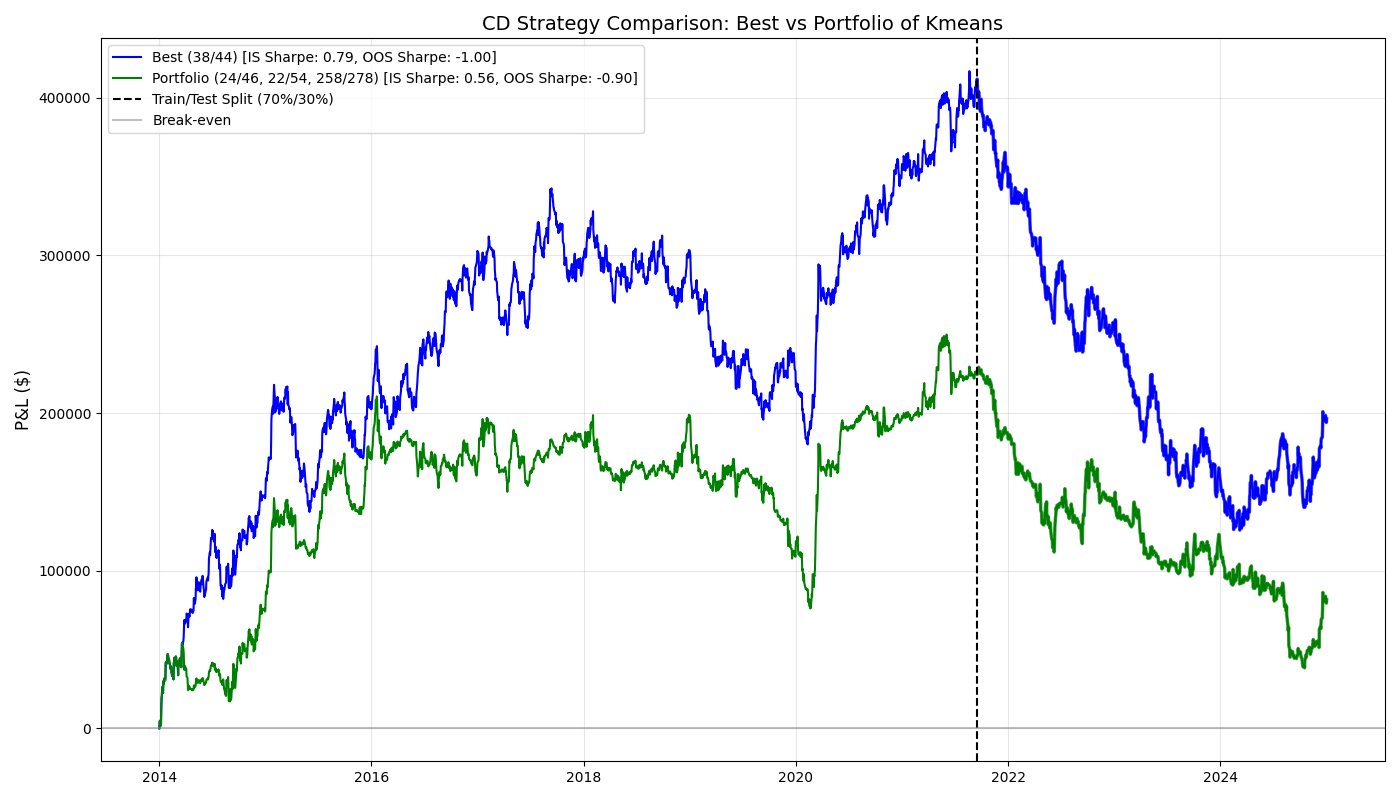 CD Strategy Comparison: Best vs Portfolio of Kmeans
Best (38/44) [IS Sharpe: 0.79, OOS Sharpe: -1.00]
Portfolio (24/46, 22/54, 258/278) [IS Sharpe: 0.56, OOS Sharpe: -0.90]
Train/Test Split (70%/30%)
Break-even
P&L ($)
400000
300000
200000
100000
0
2014 2016 2018 2020 2022 2024